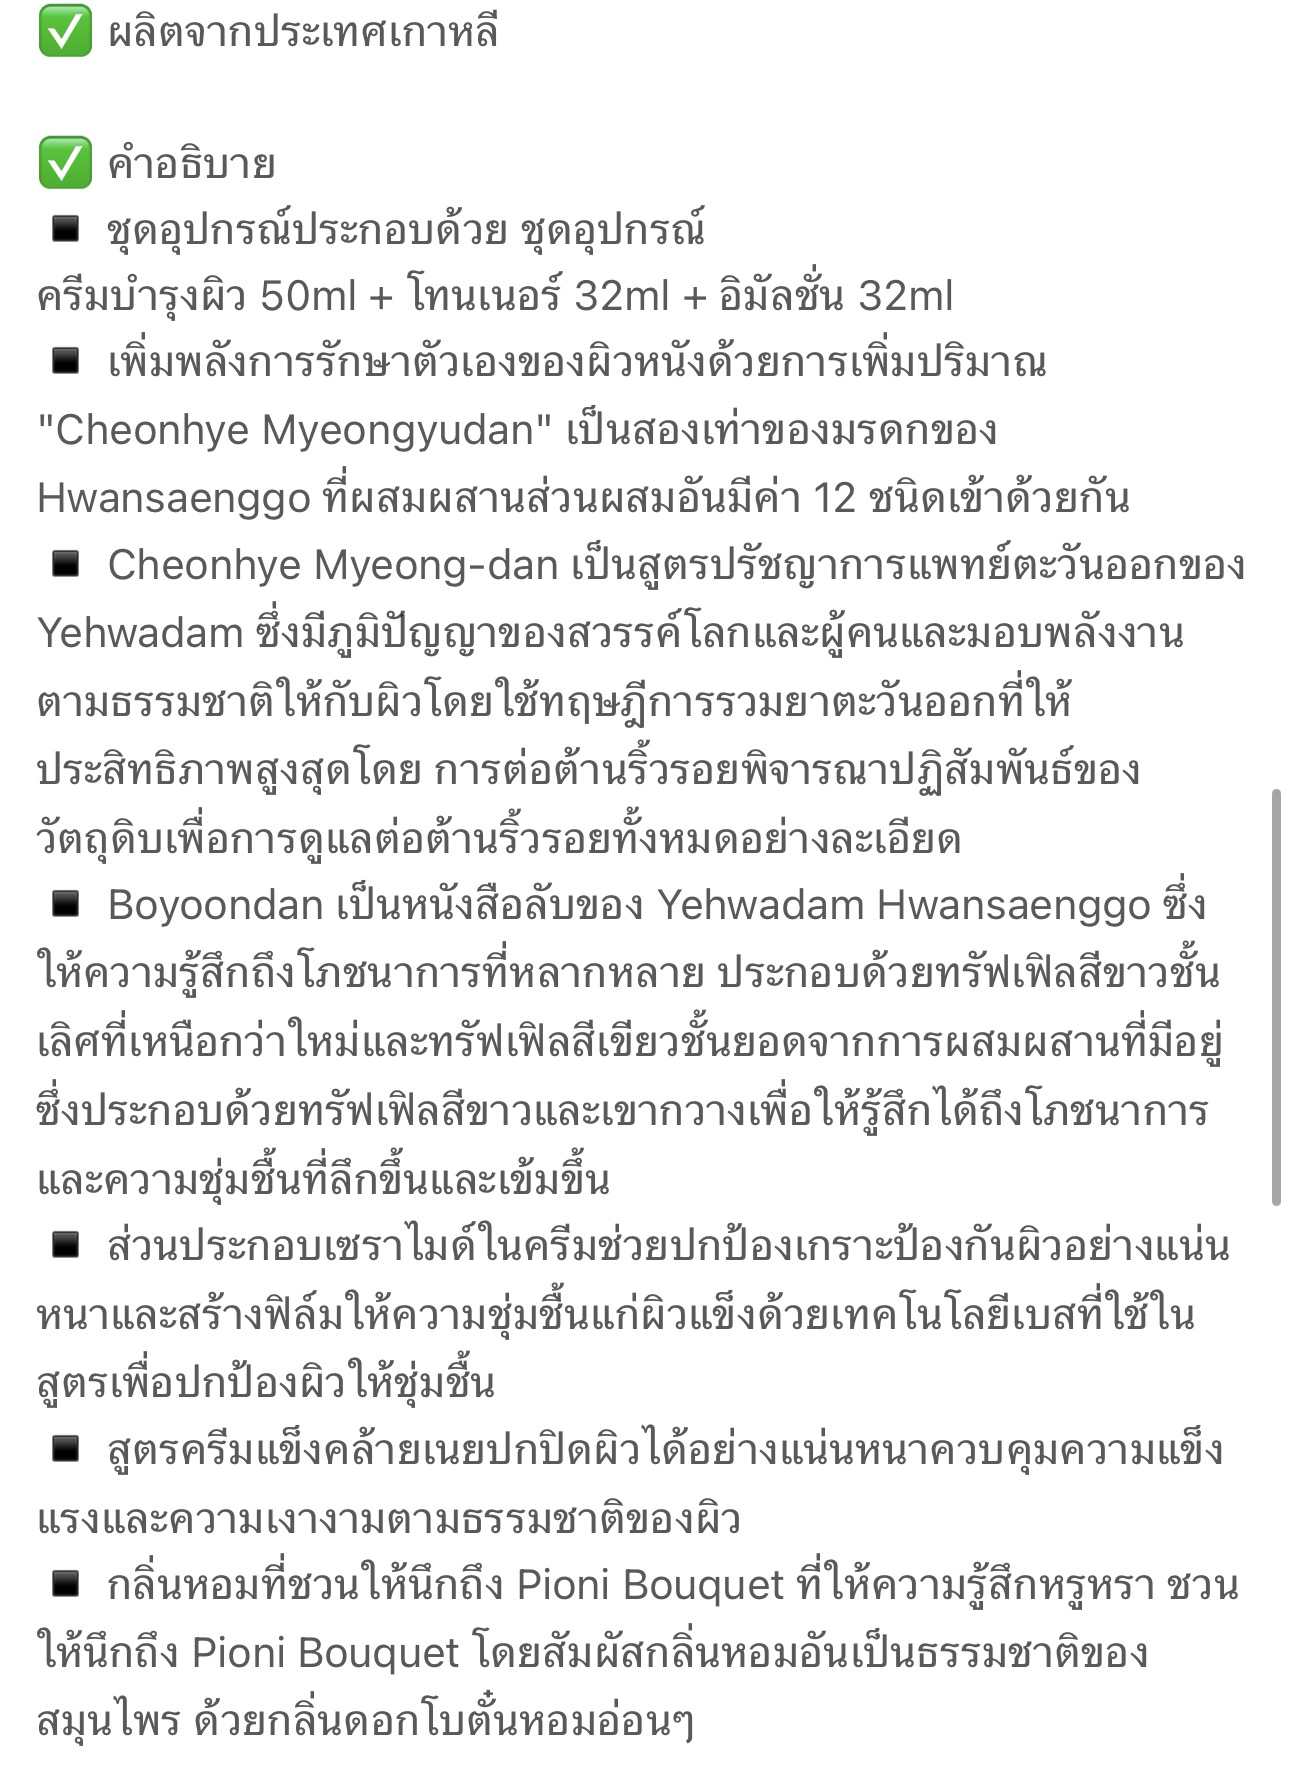 ✅ ผลิตจากประเทศเกาหลี
✅ คำอธิบาย
▪️ ชุดอุปกรณ์ประกอบด้วย ชุดอุปกรณ์
ครีมบำรุงผิว 50ml + โทนเนอร์ 32ml + อิมัลชั่น 32ml
▪️ เพิ่มพลังการรักษาตัวเองของผิวหนังด้วยการเพิ่มปริมาณ
"Cheonhye Myeongyudan" เป็นสองเท่าของมรดกของ
Hwansaenggo ที่ผสมผสานส่วนผสมอันมีค่า 12 ชนิดเข้าด้วยกัน
▪️ Cheonhye Myeong-dan เป็นสูตรปรัชญาการแพทย์ตะวันออกของ
Yehwadam ซึ่งมีภูมิปัญญาของสวรรค์โลกและผู้คนและมอบพลังงาน
ตามธรรมชาติให้กับผิวโดยใช้ทฤษฎีการรวมยาตะวันออกที่ให้
ประสิทธิภาพสูงสุดโดย การต่อต้านริ้วรอยพิจารณาปฏิสัมพันธ์ของ
วัตถุดิบเพื่อการดูแลต่อต้านริ้วรอยทั้งหมดอย่างละเอียด
▪️ Boyoondan เป็นหนังสือลับของ Yehwadam Hwansaenggo ซึ่ง
ให้ความรู้สึกถึงโภชนาการที่หลากหลาย ประกอบด้วยทรัฟเฟิลสีขาวชั้น
เลิศที่เหนือกว่าใหม่และทรัฟเฟิลสีเขียวชั้นยอดจากการผสมผสานที่มีอยู่
ซึ่งประกอบด้วยทรัฟเฟิลสีขาวและเขากวางเพื่อให้รู้สึกได้ถึงโภชนาการ
และความชุ่มชื้นที่ลึกขึ้นและเข้มขึ้น
▪️ ส่วนประกอบเซราไมด์ในครีมช่วยปกป้องเกราะป้องกันผิวอย่างแน่น
หนาและสร้างฟิล์มให้ความชุ่มชื้นแก่ผิวแข็งด้วยเทคโนโลยีเบสที่ใช้ใน
สูตรเพื่อปกป้องผิวให้ชุ่มชื้น
▪️ สูตรครีมแข็งคล้ายเนยปกปิดผิวได้อย่างแน่นหนาควบคุมความแข็ง
แรงและความเงางามตามธรรมชาติของผิว
▪️ กลิ่นหอมที่ชวนให้นึกถึง Pioni Bouquet ที่ให้ความรู้สึกหรูหรา ชวน
ให้นึกถึง Pioni Bouquet โดยสัมผัสกลิ่นหอมอันเป็นธรรมชาติของ
สมุนไพร ด้วยกลิ่นดอกโบตั๋นหอมอ่อนๆ